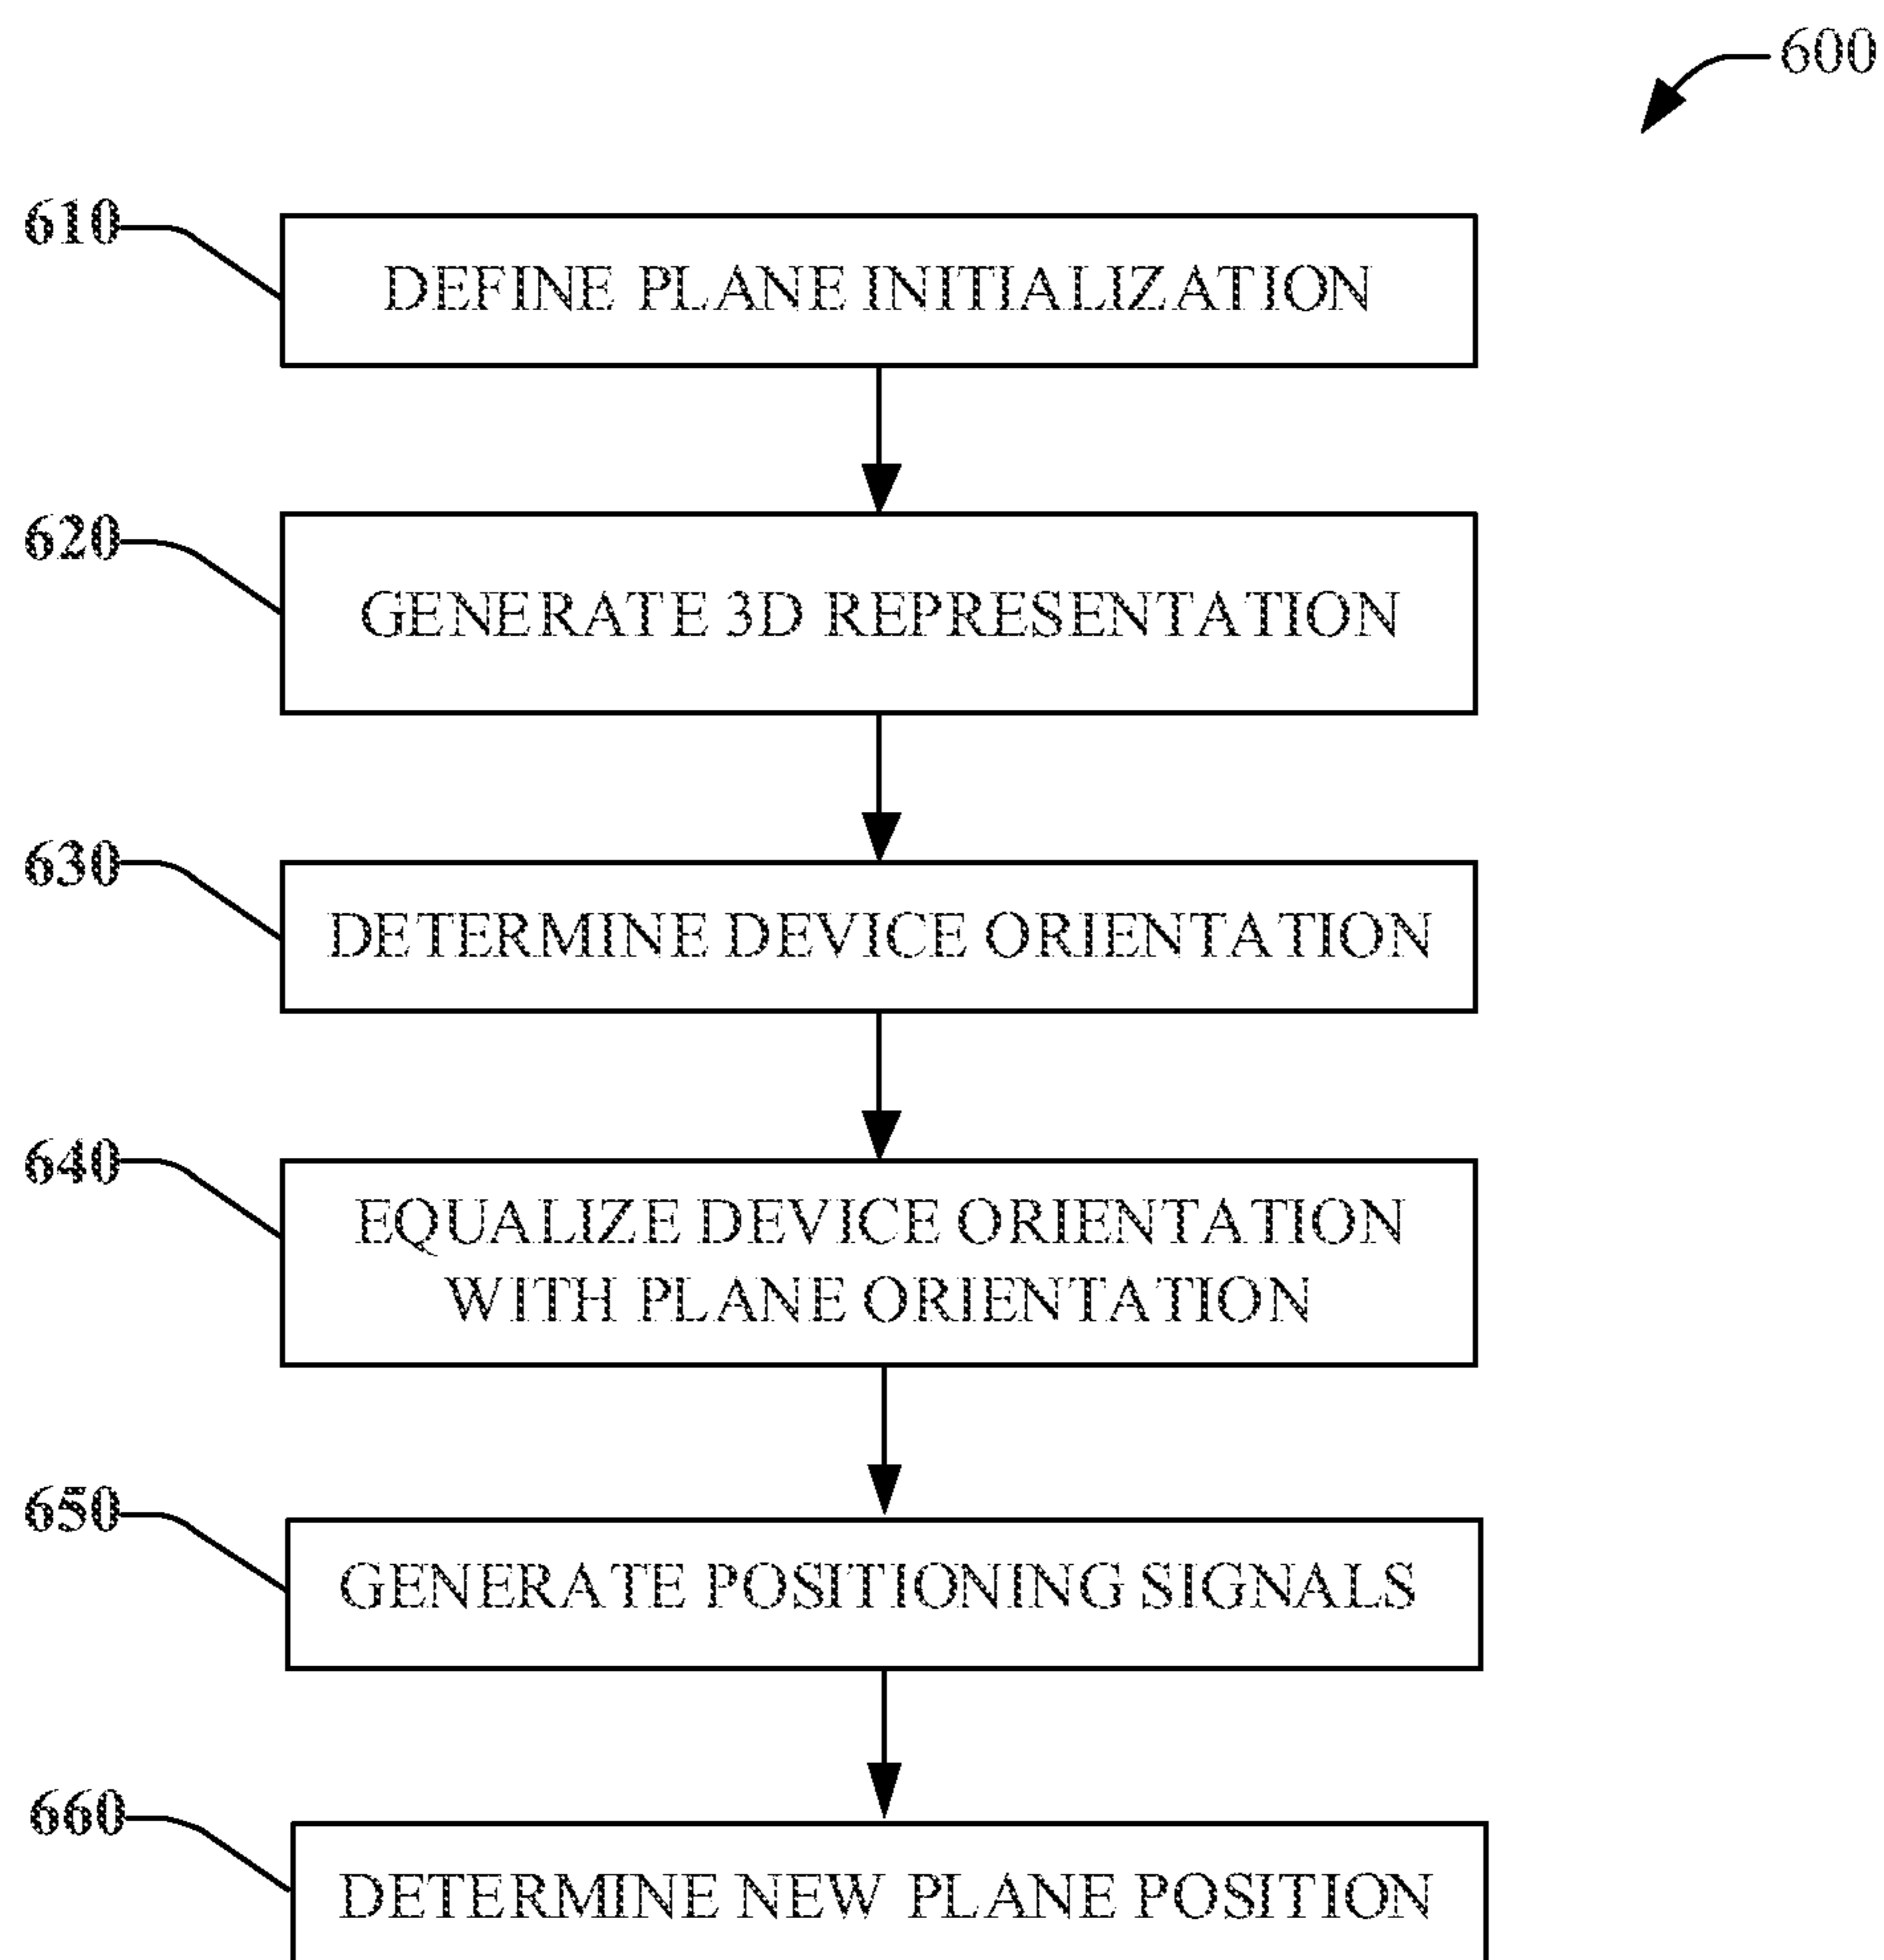 600
610
DEFINE PLANE INITIALIZATION
620
GENERATE 3D REPRESENTATION
630
DETERMINE DEVICE ORIENTATION
640
EQUALIZE DEVICE ORIENTATION
WITH PLANE ORIENTATION
650
GENERATE POSITIONING SIGNALS
660
DETERMINE NEW PLANE POSITION